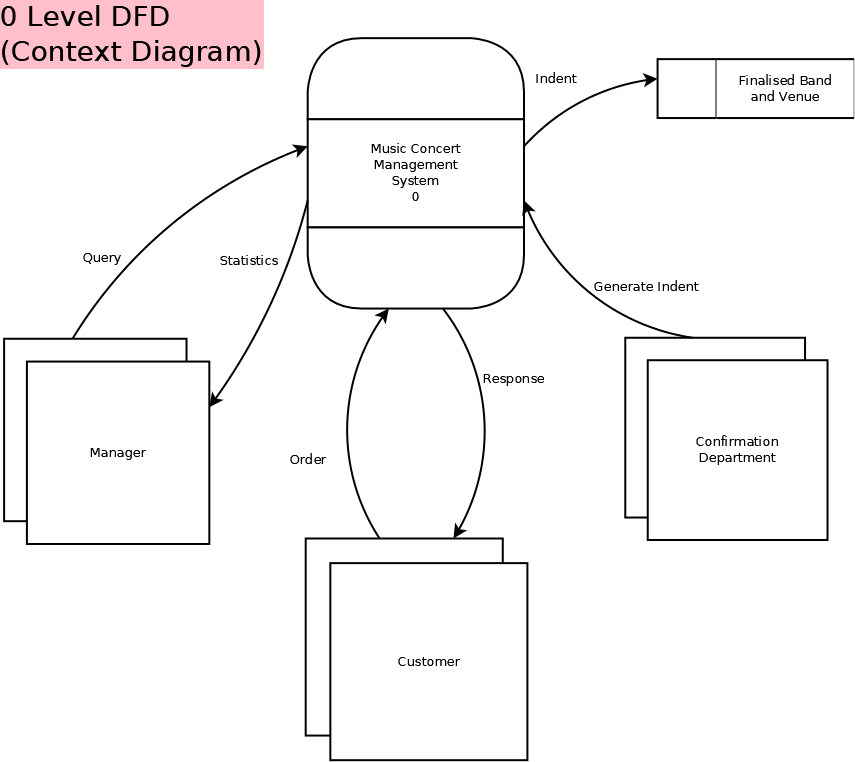 0 Level DFD
(Context Diagram)
Indent
Finalised Band
and Venue
Music Concert
Management
System
0
Query
Statistics
Generate Indent
Response
Manager
Order
Confirmation
Department
Customer